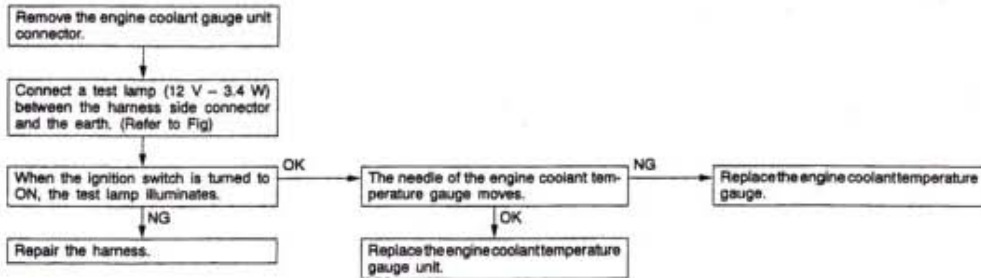 Remove the engine coolant gauge unit
connector.
Connect a test lamp (12 V – 3.4 W)
between the harness side connector
and the earth. (Refer to Fig)
When the ignition switch is turned to
ON, the test lamp illuminates.
OK
The needle of the engine coolant tem-
perature gauge moves.
NG
Replace the engine coolant temperature
gauge.
NG
OK
Repair the harness.
Replace the engine coolant temperature
gauge unit.